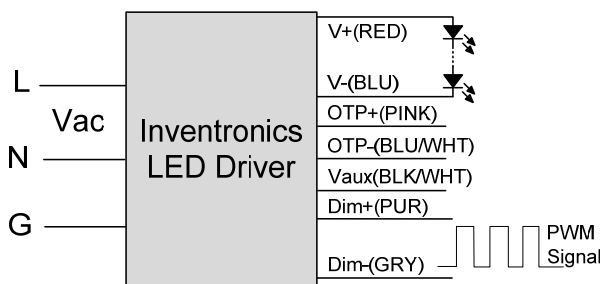 L
Vac
N
G
Inventronics
LED Driver
V+(RED)
V-(BLU)
OTP+(PINK)
OTP-(BLU/WHT)
Vaux(BLK/WHT)
Dim+(PUR)
Dim-(GRY)
PWM
Signal